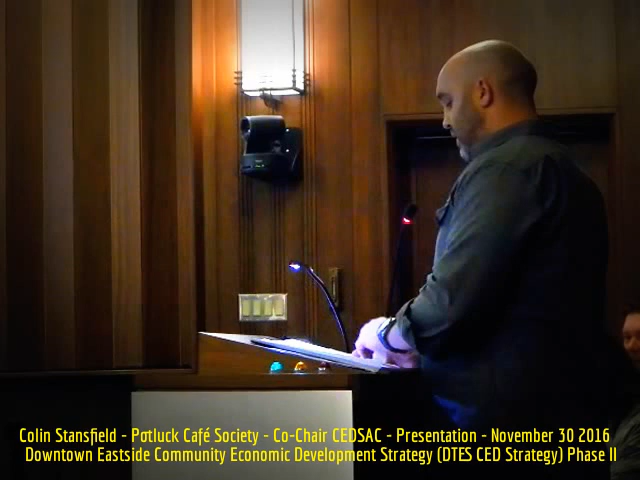 Colin Stansfield - Potluck Café Society - Co-Chair CEDSAC - Presentation - November 30 2016
Downtown Eastside Community Economic Development Strategy (DTES CED Strategy) Phase II